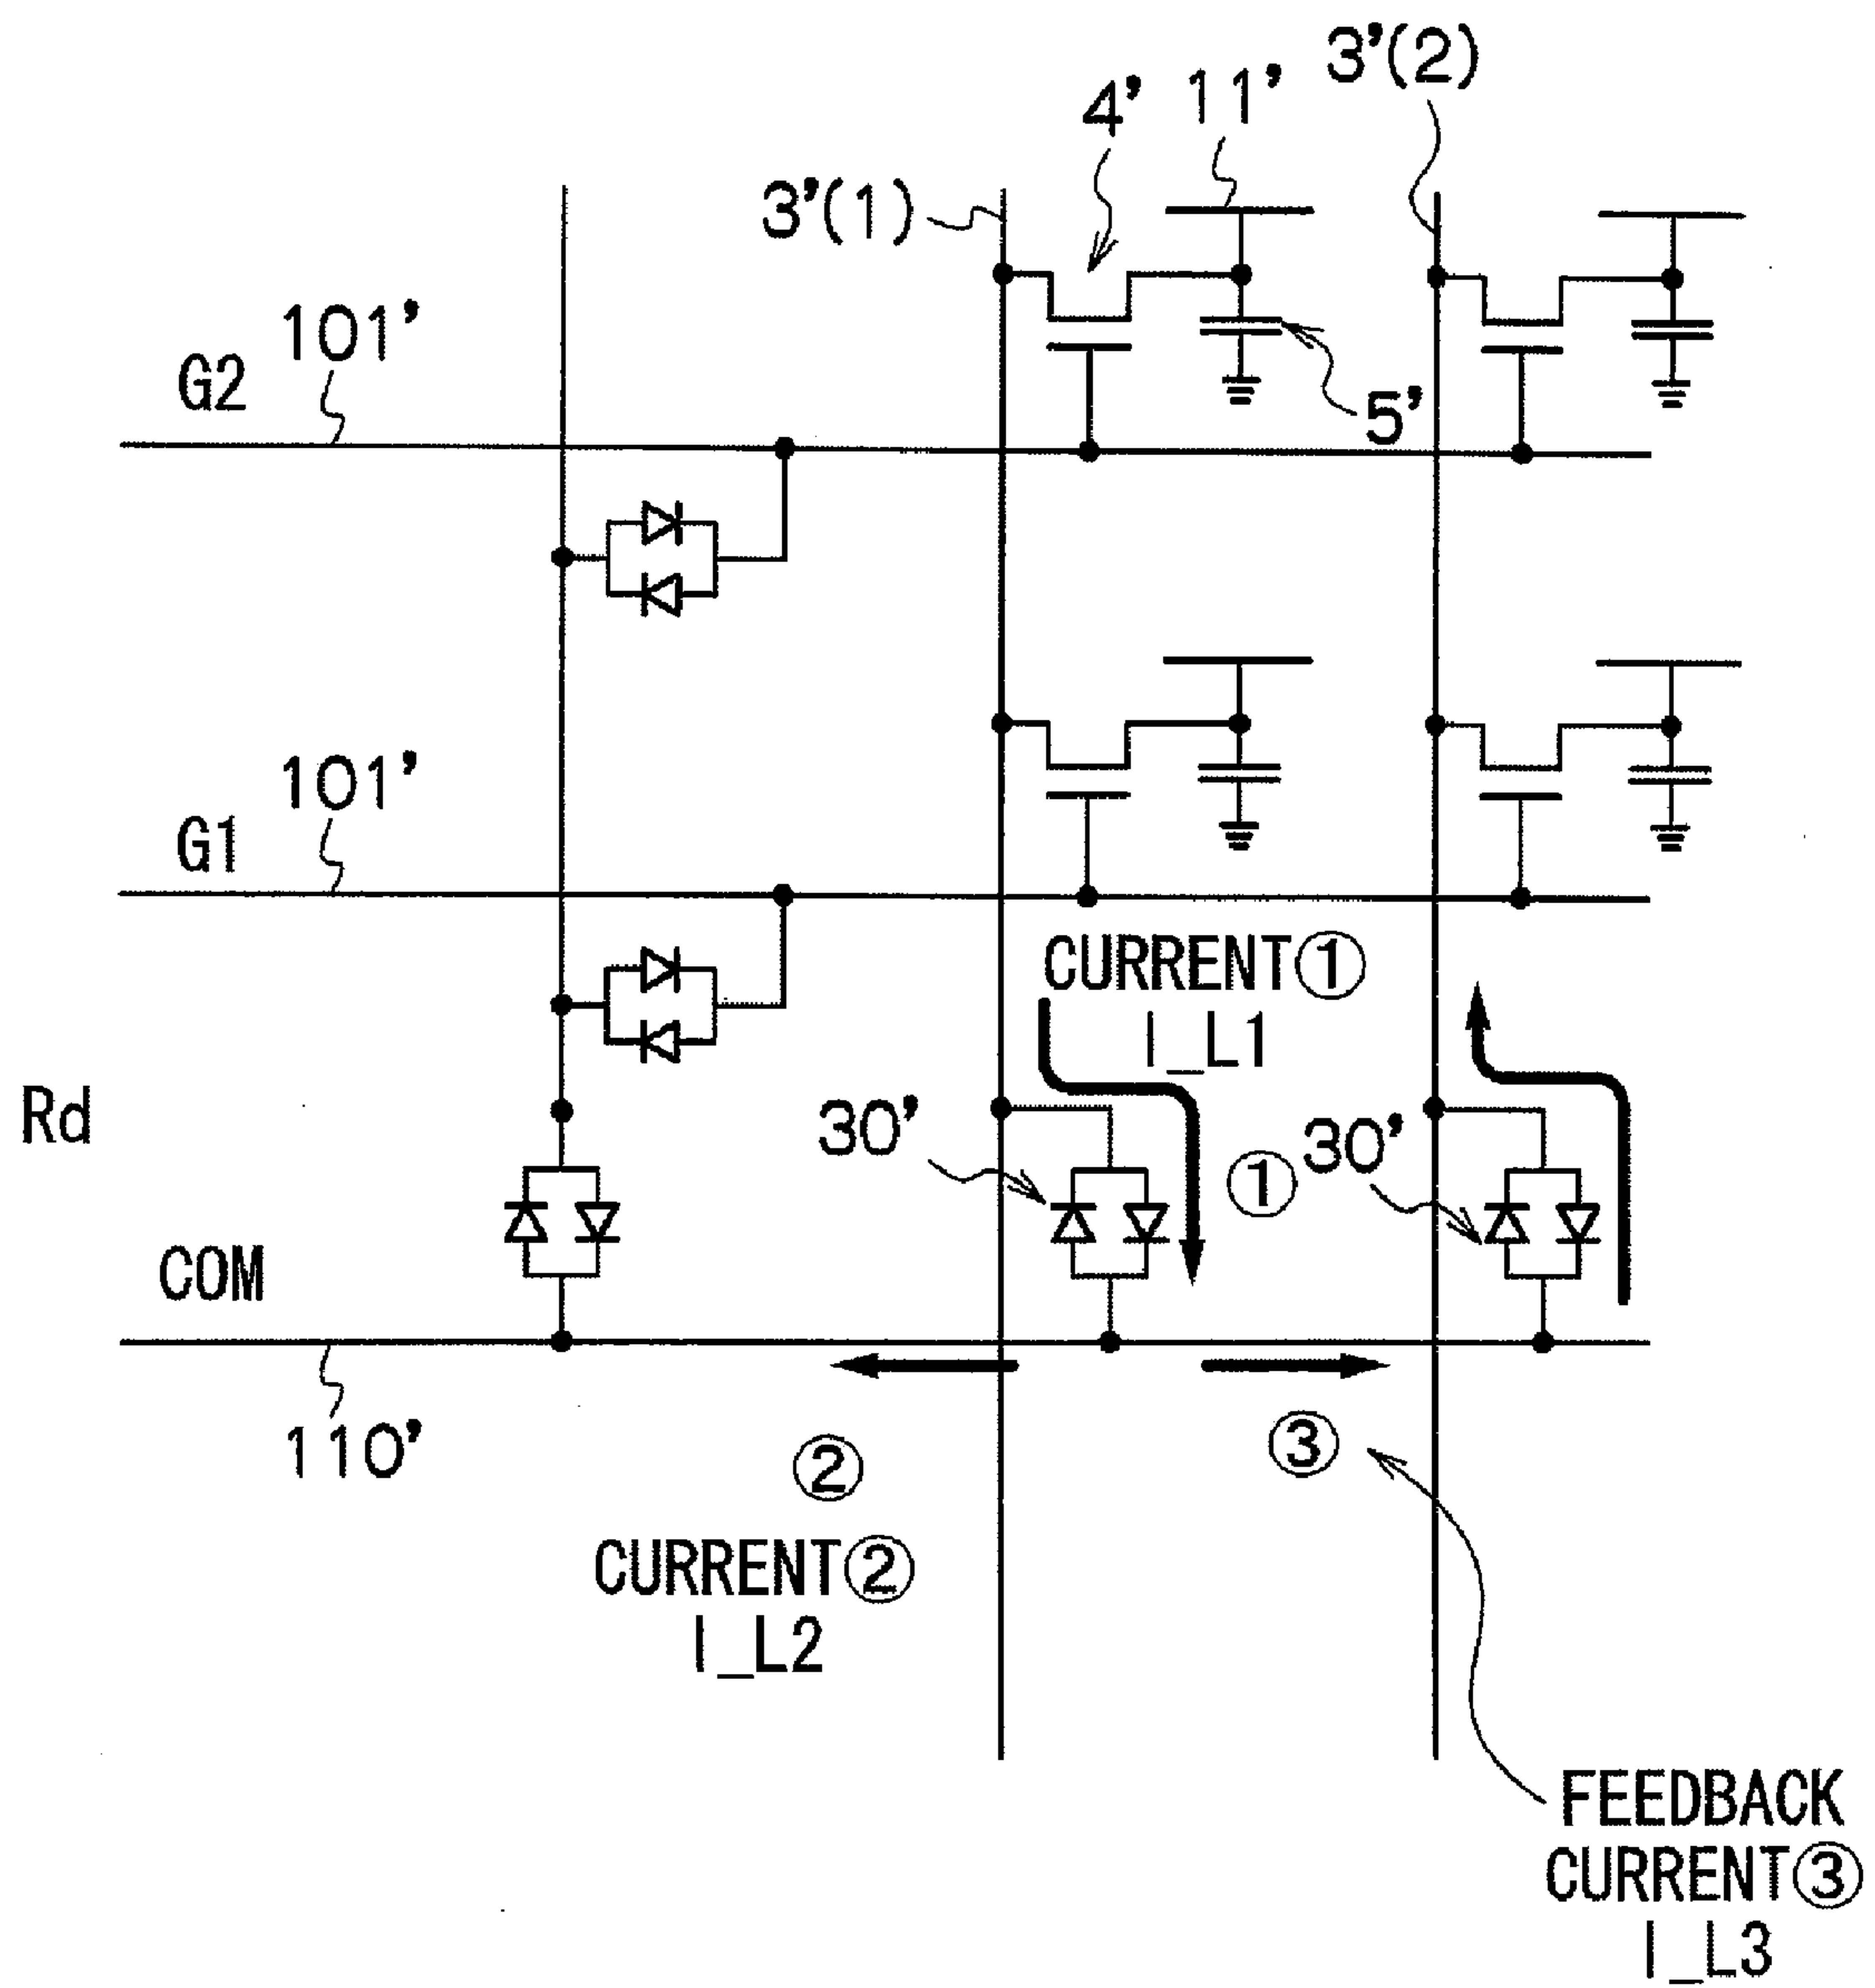 3'(2)
4'
11'
3'(1)
101'
G2
5'
101'
G1
CURRENT①
I_L1
Rd
30'
①
30'
COM
110'
②
③
CURRENT②
I_L2
FEEDBACK
CURRENT③
I_L3